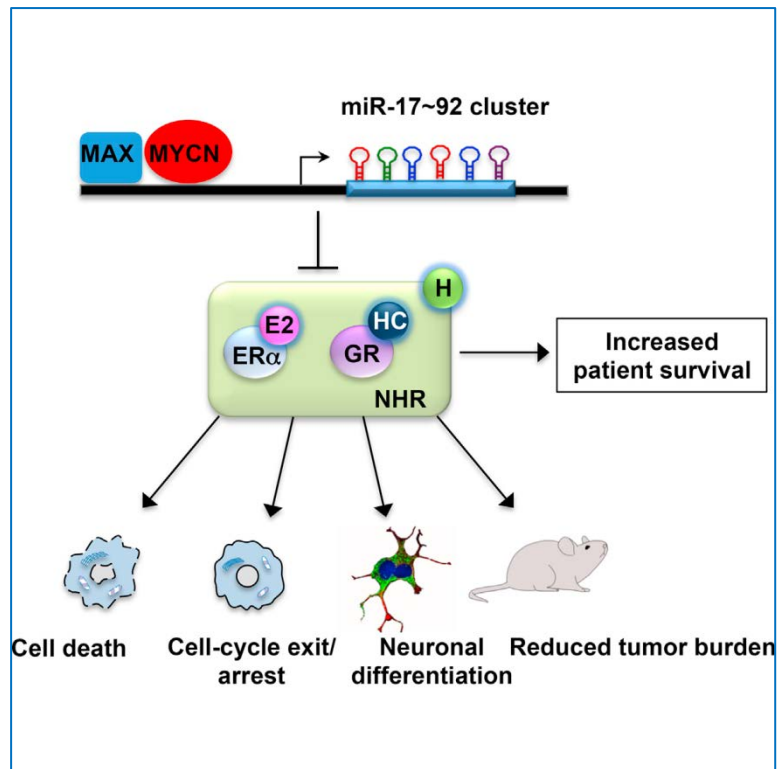 miR-17~92 cluster
MAX MYCN
H
E2 HC
ERα GR
NHR
Increased
patient survival
Cell death
Cell-cycle exit/
arrest
Neuronal
differentiation
Reduced tumor burden